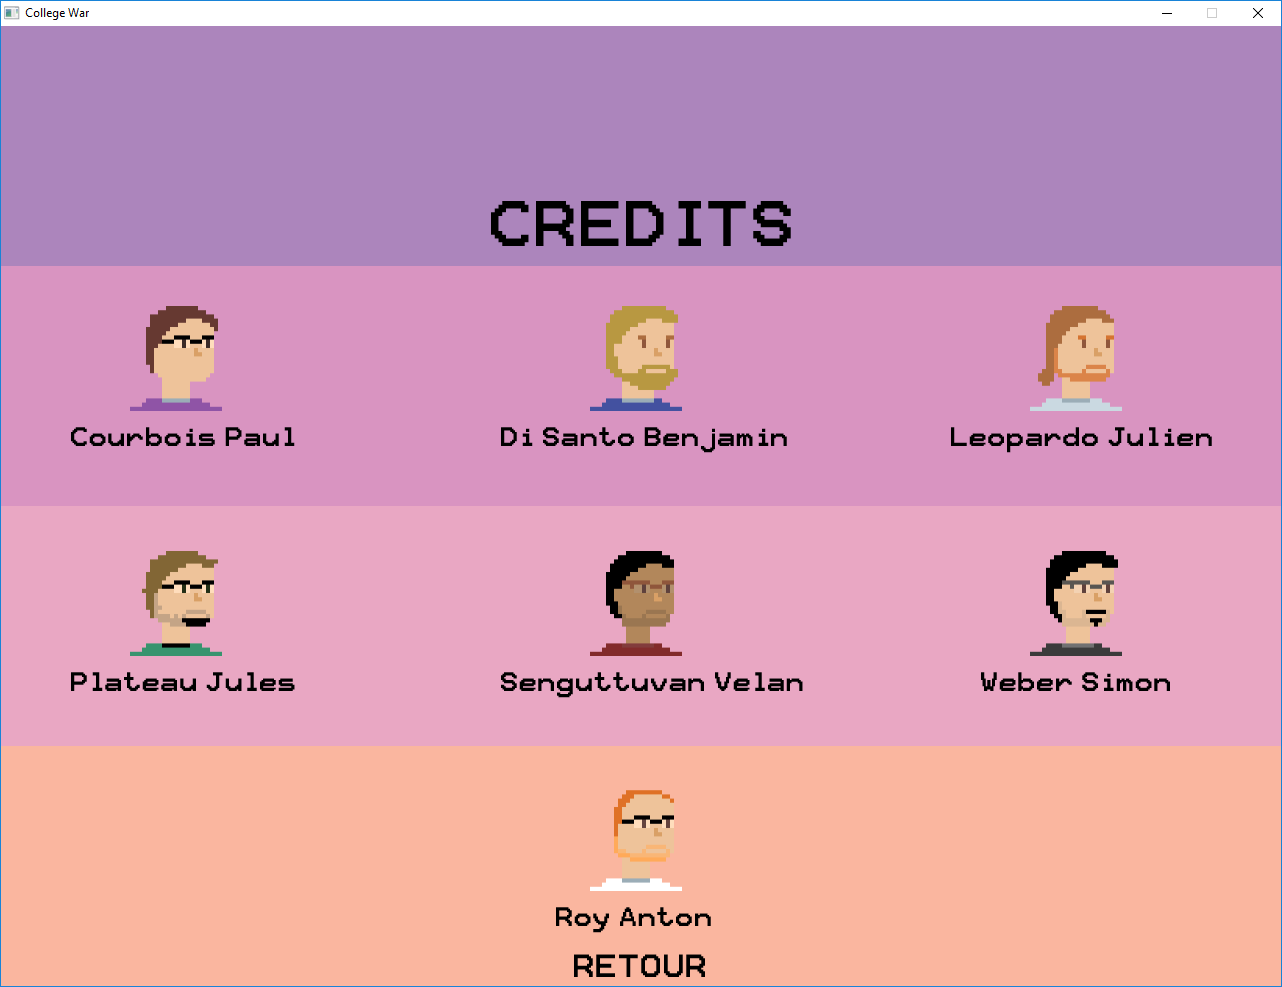 College War
CREDITS
Courbois Paul
Di Santo Benjamin
Leopardo Julien
Plateau Jules
Senguttuvan Velan
Weber Simon
Roy Anton
RETOUR